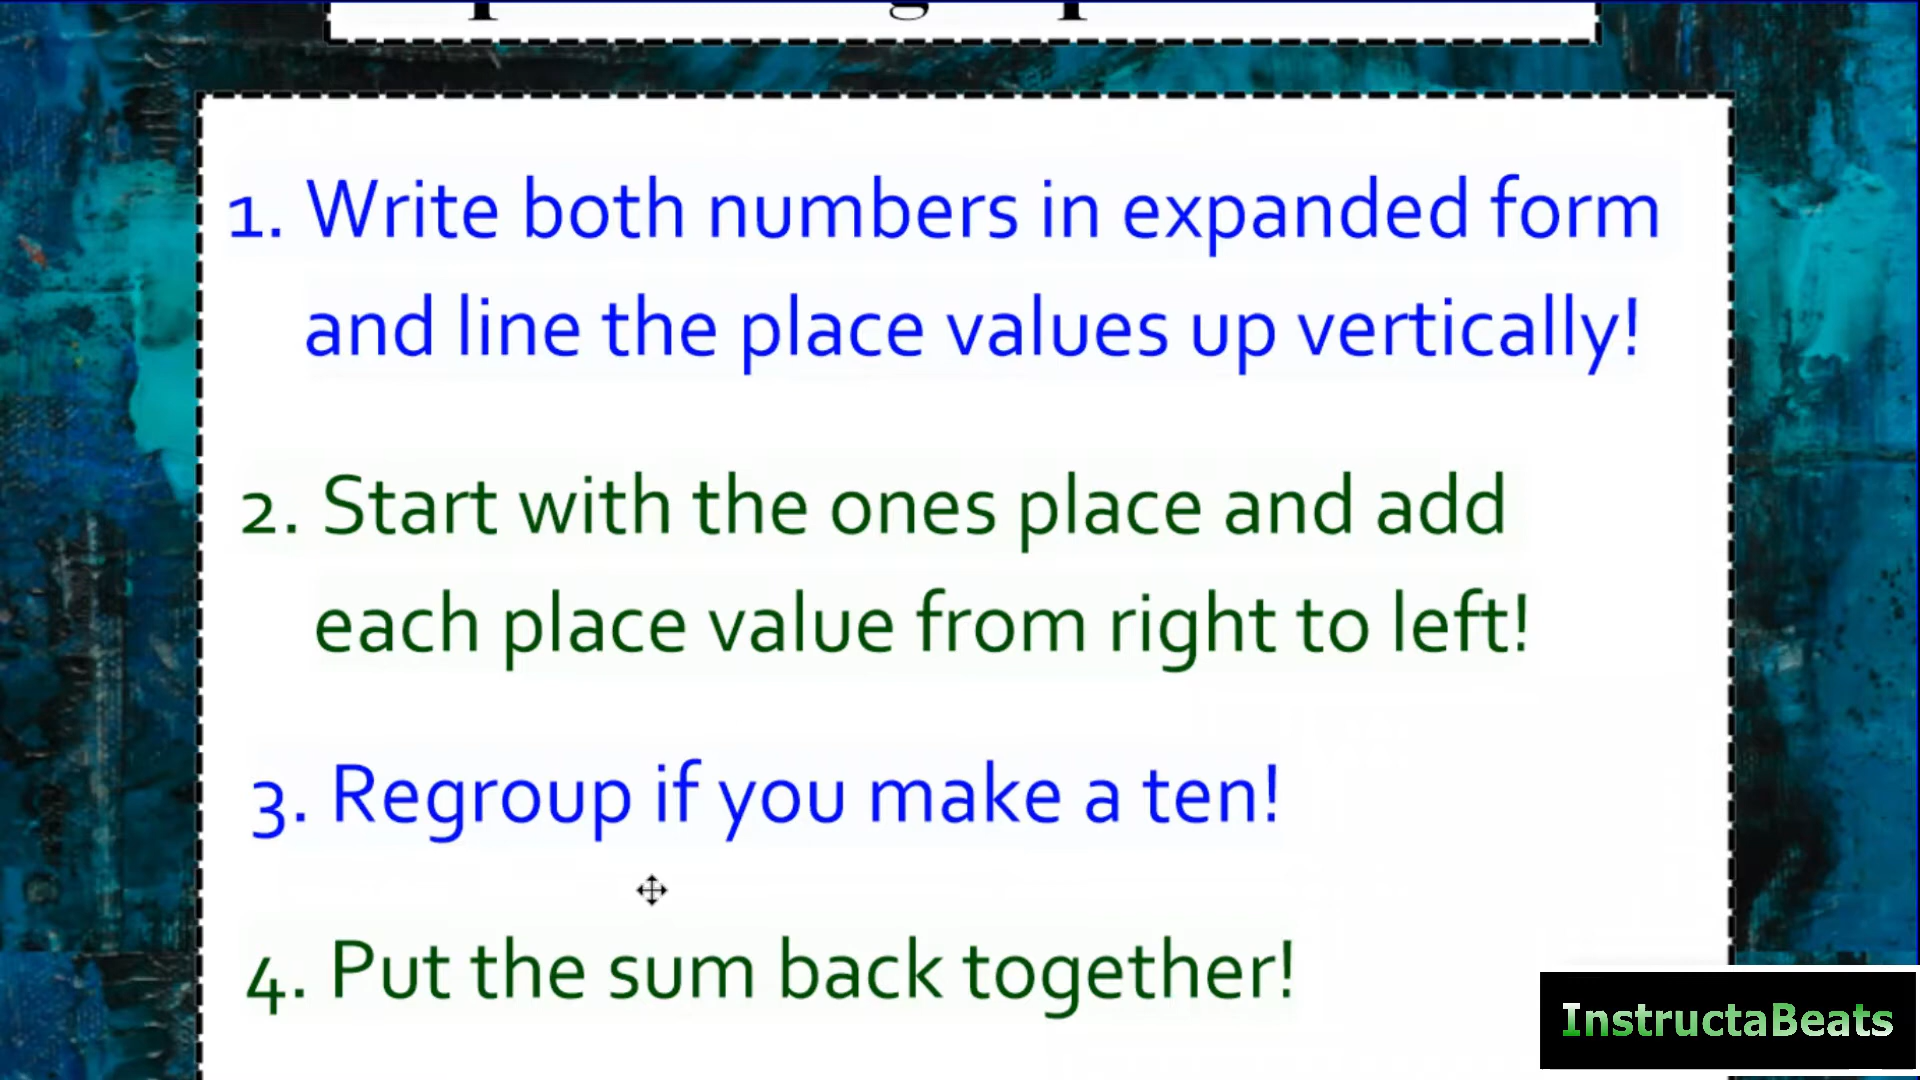 1. Write both numbers in expanded form
and line the place values up vertically!
2. Start with the ones place and add
each place value from right to left!
3. Regroup if you make a ten!
4. Put the sum back together!
InstructaBeats